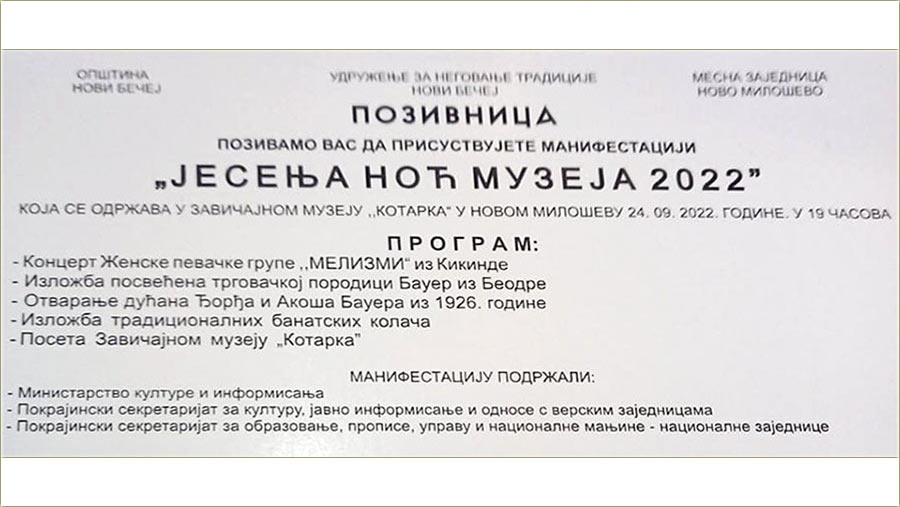 ОПШТИНА
НОВИ БЕЧЕЈ
УДРУЖЕЊЕ ЗА НЕГОВАЊЕ ТРАДИЦИЈЕ
НОВИ БЕЧЕЈ
МЕСНА ЗАЈЕДНИЦА
НОВО МИЛОШЕВО
ПОЗИВНИЦА
ПОЗИВАМО ВАС ДА ПРИСУСТВУЈЕТЕ МАНИФЕСТАЦИЈИ
„ЈЕСЕЊА НОЋ МУЗЕЈА 2022”
КОЈА СЕ ОДРЖАВА У ЗАВИЧАЈНОМ МУЗЕЈУ ,,КОТАРКА“ У НОВОМ МИЛОШЕВУ 24. 09. 2022. ГОДИНЕ. У 19 ЧАСОВА
ПРОГРАМ:
- Концерт Женске певачке групе ,,МЕЛИЗМИ“ из Кикинде
- Изложба посвећена трговачкој породици Бауер из Беодре
- Отварање дућана Ђорђа и Акоша Бауера из 1926. године
- Изложба традиционалних банатских колача
- Посета Завичајном музеју „Котарка”
МАНИФЕСТАЦИЈУ ПОДРЖАЛИ:
- Министарство културе и информисања
- Покрајински секретаријат за културу, јавно информисање и односе с верским заједницама
- Покрајински секретаријат за образовање, прописе, управу и националне мањине - националне заједнице